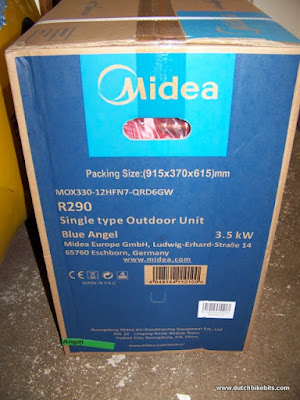 Midea
Packing Size:(915x370x615)mm
MOX330-12HFN7-QRD6GW
R290
Single type Outdoor Unit
Blue Angel 3.5 kW
Midea Europe GmbH, Ludwig-Erhard-Straße 14
65760 Eschborn, Germany
www.midea.com
Angel
www.dutchbikebits.com